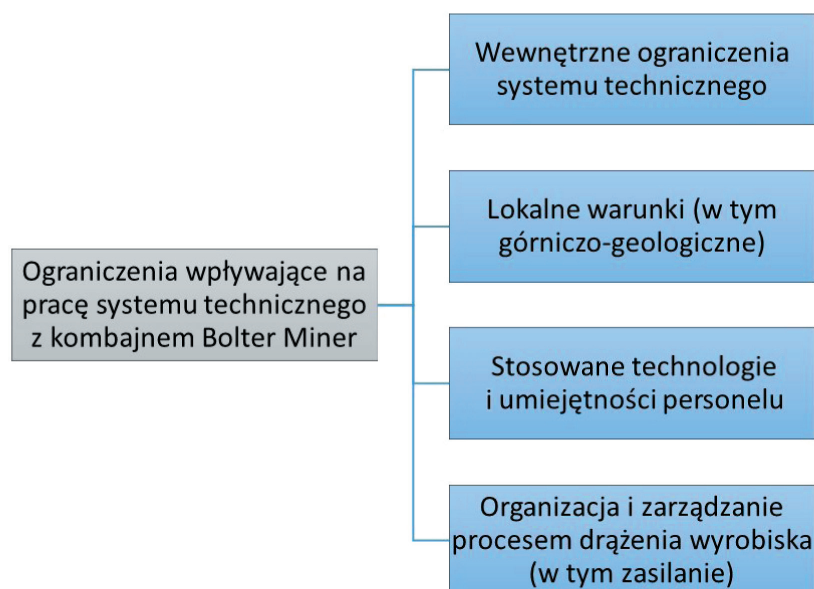 Wewnętrzne ograniczenia
systemu technicznego
Lokalne warunki (w tym
górniczo-geologiczne)
Ograniczenia wpływające na
pracę systemu technicznego
z kombajnem Bolter Miner
Stosowane technologie
i umiejętności personelu
Organizacja i zarządzanie
procesem drążenia wyrobiska
(w tym zasilanie)